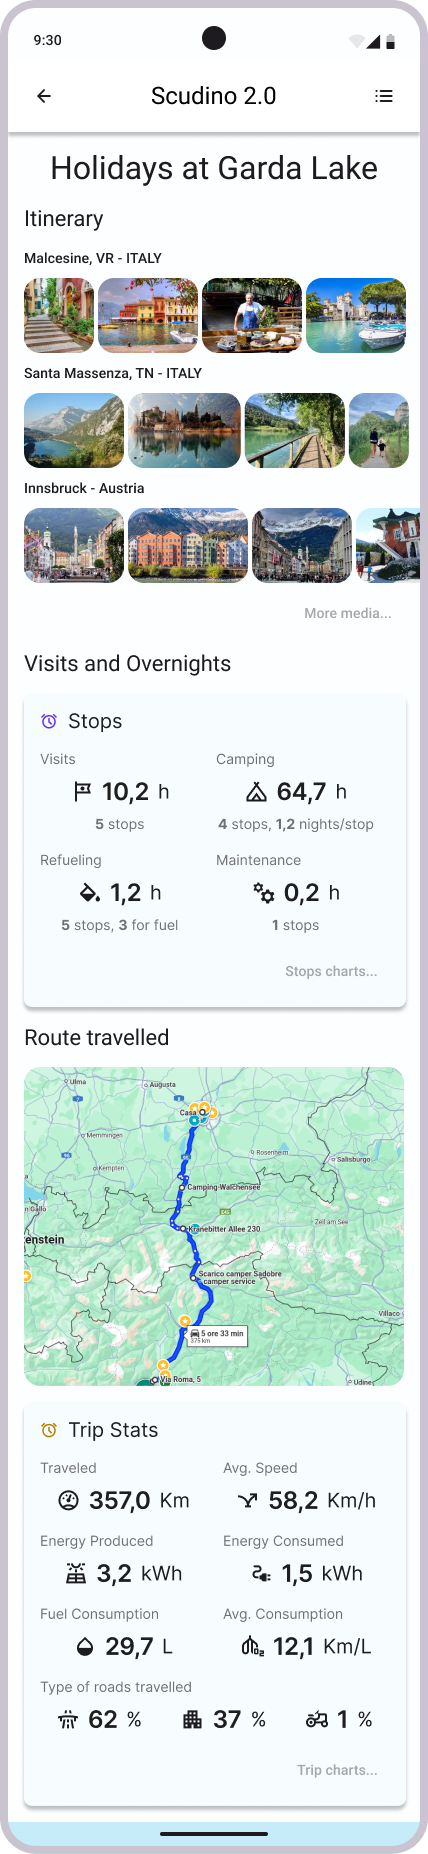 9:30
Scudino 2.0
Holidays at Garda Lake
Itinerary
Malcesine, VR - ITALY
Santa Massenza, TN - ITALY
Innsbruck - Austria
More media...
Visits and Overnights
Stops
Visits Camping
10,2 h 64,7 h
5 stops 4 stops, 1,2 nights/stop
Refueling Maintenance
1,2 h 0,2 h
5 stops, 3 for fuel 1 stops
Stops charts...
Route travelled
Ulma Augusta
Casa
Memmingen
Rosenheim
Kempten Salisburgo
Camping-Walchensee
n Gallo
Zell am See
Kranebitter Allee 230
enstein
Scarico camper Sadobre
camper service
Villaco
5 ore 33 min
375 km
Via Roma, 5
Udine
Trip Stats
Traveled Avg. Speed
357,0 Km 58,2 Km/h
Energy Produced Energy Consumed
3,2 kWh 1,5 kWh
Fuel Consumption Avg. Consumption
29,7 L 12,1 Km/L
Type of roads travelled
62 % 37 % 1 %
Trip charts...